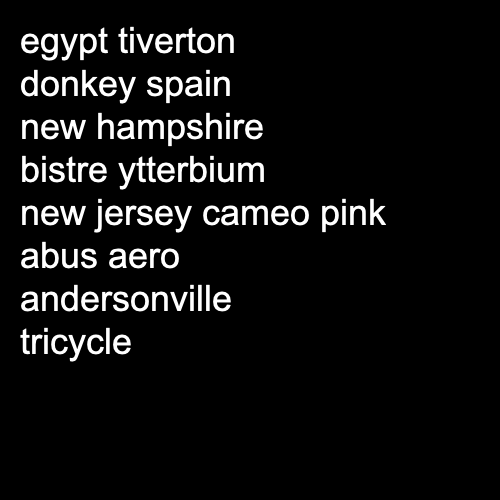 egypt tiverton
donkey spain
new hampshire
bistre ytterbium
new jersey cameo pink
abus aero
andersonville
tricycle